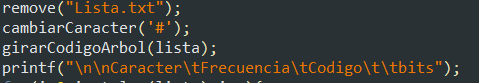 remove("Lista.txt");
cambiarCaracter('#');
girarCodigoArbol(lista);
printf("\n\nCaracter\tFrecuencia\tCodigo\t\tbits");